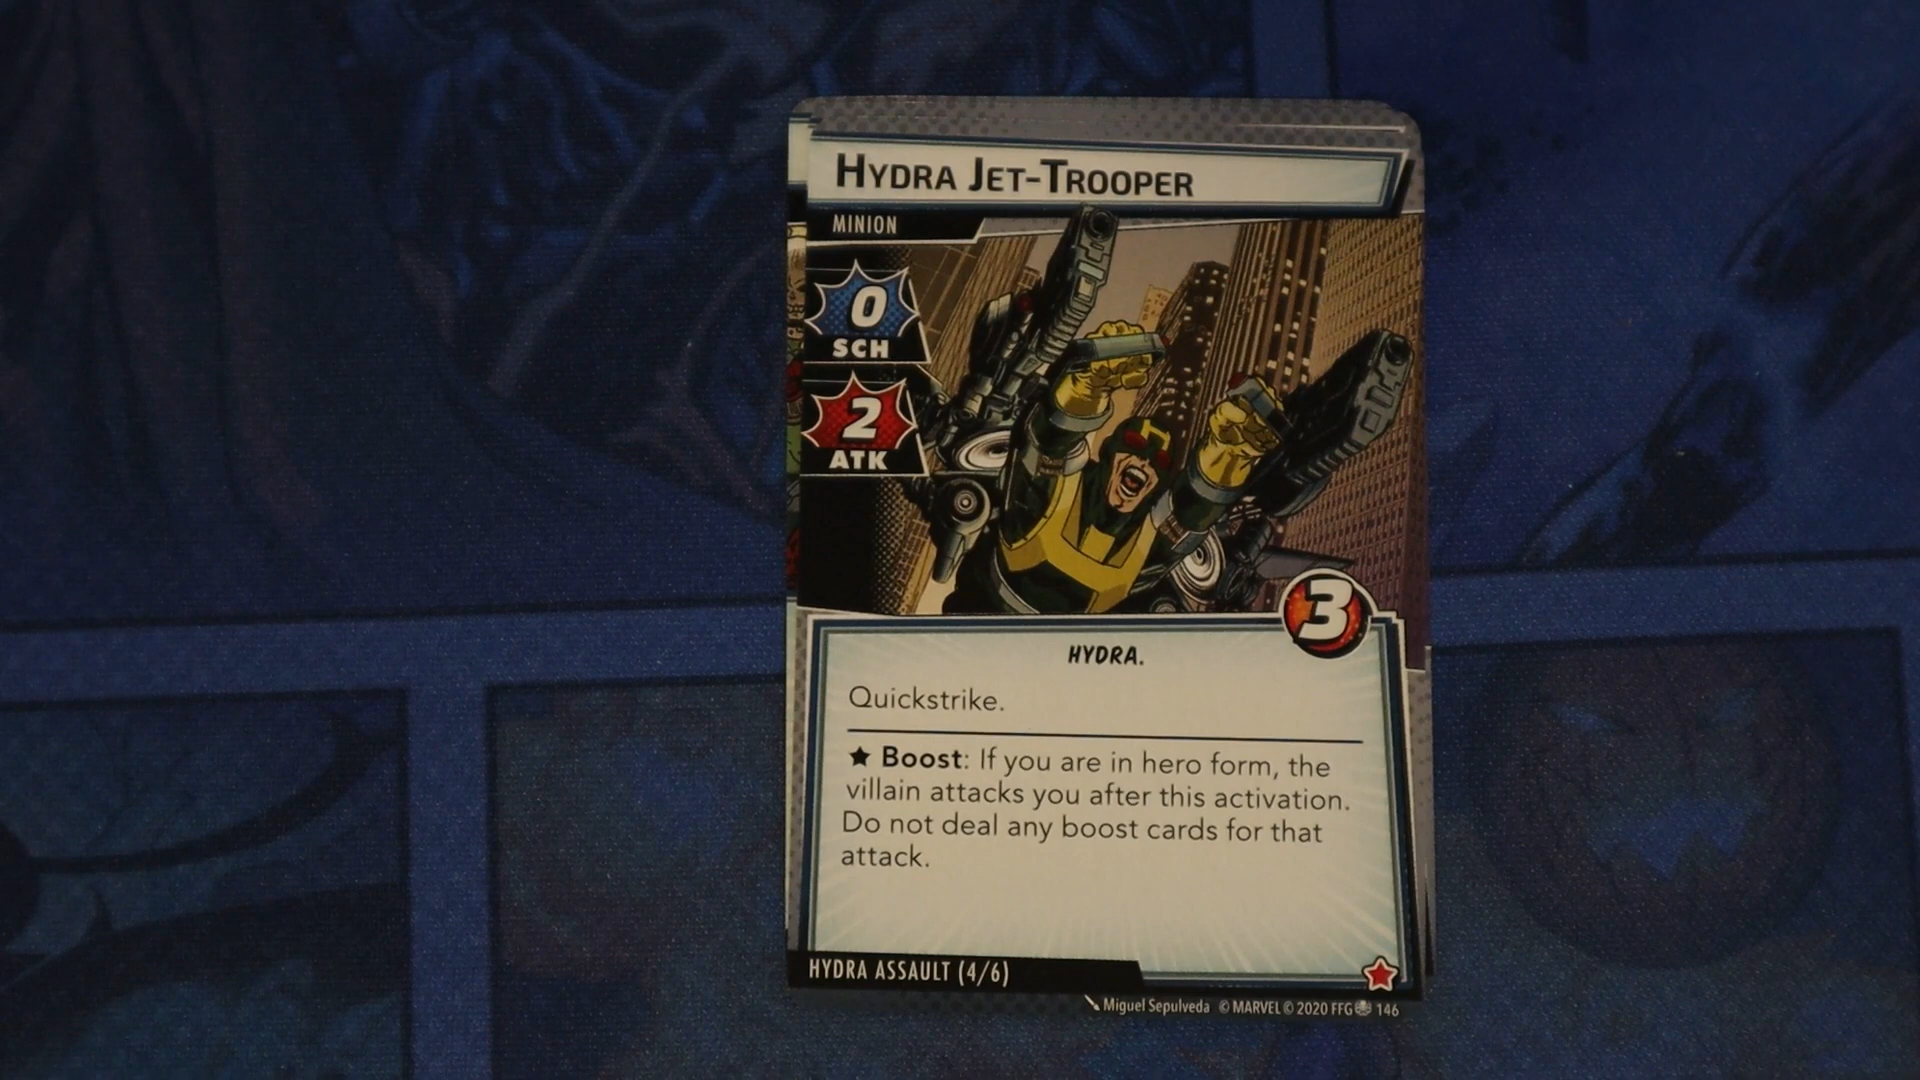 HYDRA JET-TROOPER
MINION
0
SCH
2
ATK
3
HYDRA.
Quickstrike.
★ Boost: If you are in hero form, the
villain attacks you after this activation.
Do not deal any boost cards for that
attack.
HYDRA ASSAULT (4/6)
Miguel Sepulveda © MARVEL © 2020 FFG 146